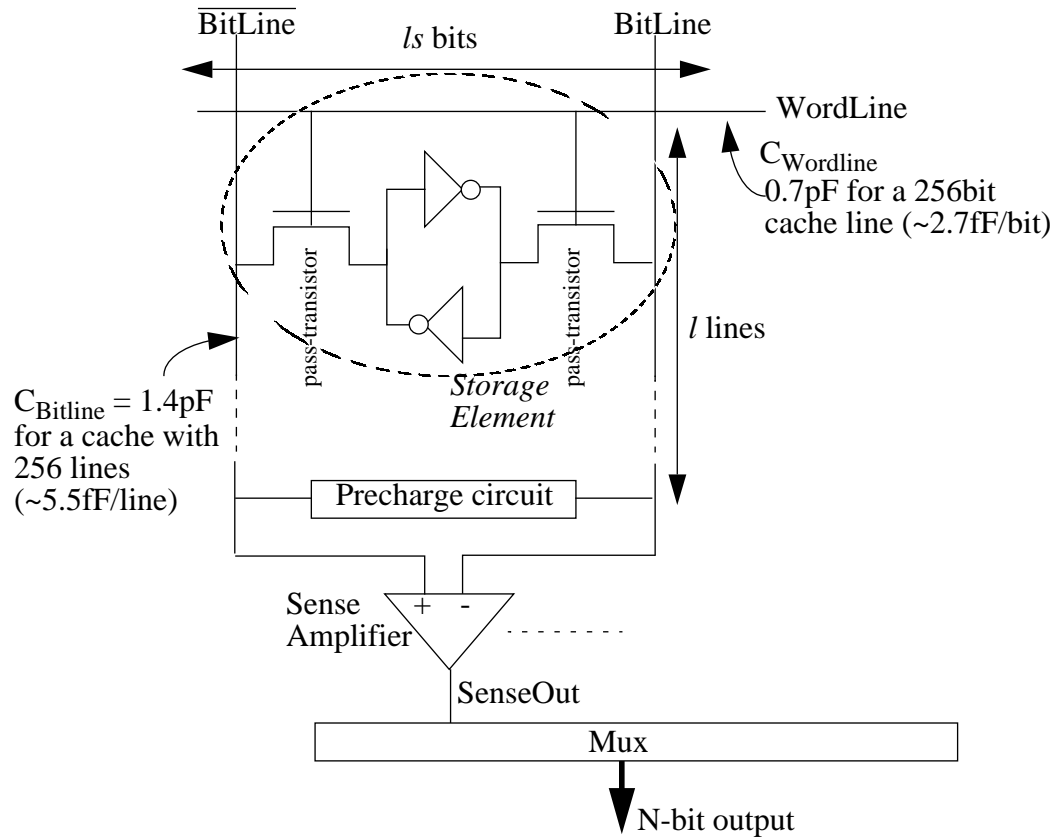 BitLine
BitLine
ls bits
WordLine
CWordline
0.7pF for a 256bit
cache line (~2.7fF/bit)
pass-transistor
pass-transistor
l lines
Storage
Element
CBitline = 1.4pF
for a cache with
256 lines
(~5.5fF/line)
Precharge circuit
+ -
Sense
Amplifier
SenseOut
Mux
N-bit output